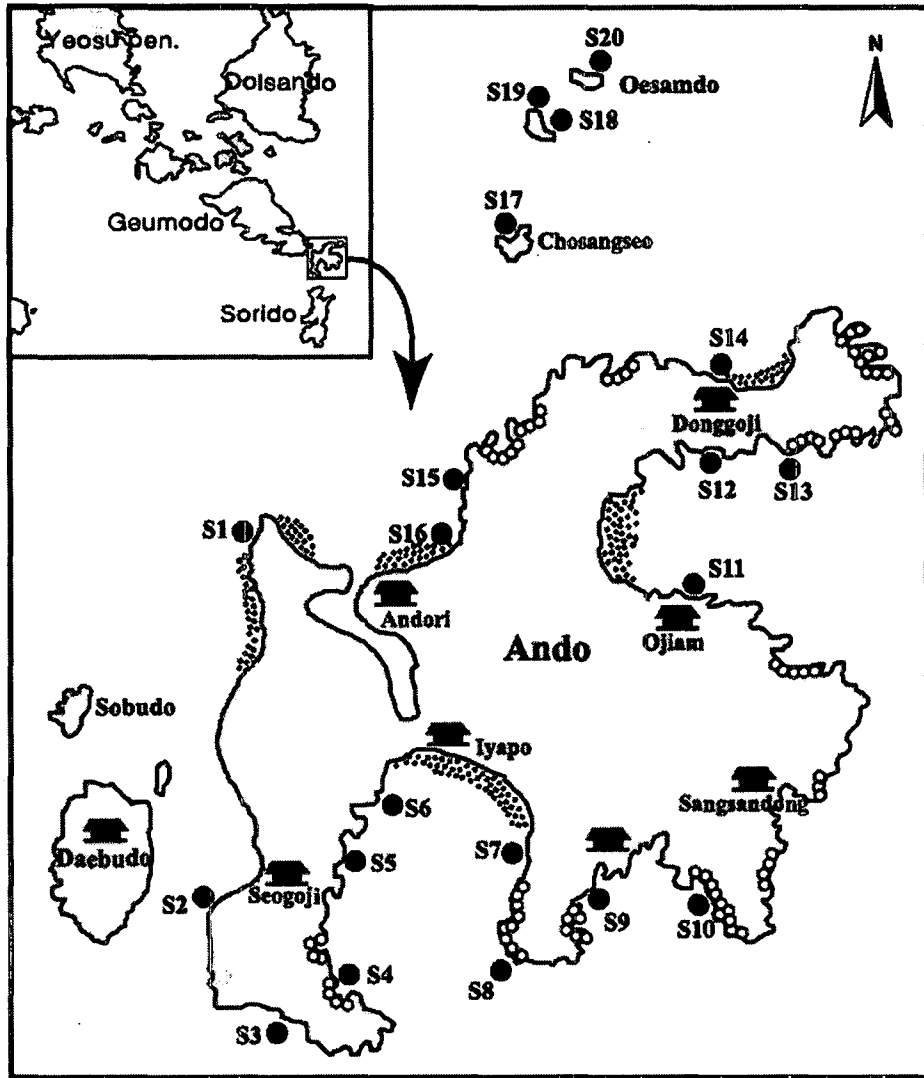 Yeosu pen.
Dolsando
Geumodo
Sorido
N
S20
Oesamdo
S19
S18
S17
Chosangseo
S14
Donggoji
S15
S12
S13
S1
S16
S11
Andori
Ojiam
Ando
Sobudo
Iyapo
Sangsandong
S6
Daebudo
S5
S7
Seogoji
S2
S9
S10
S4
S8
S3